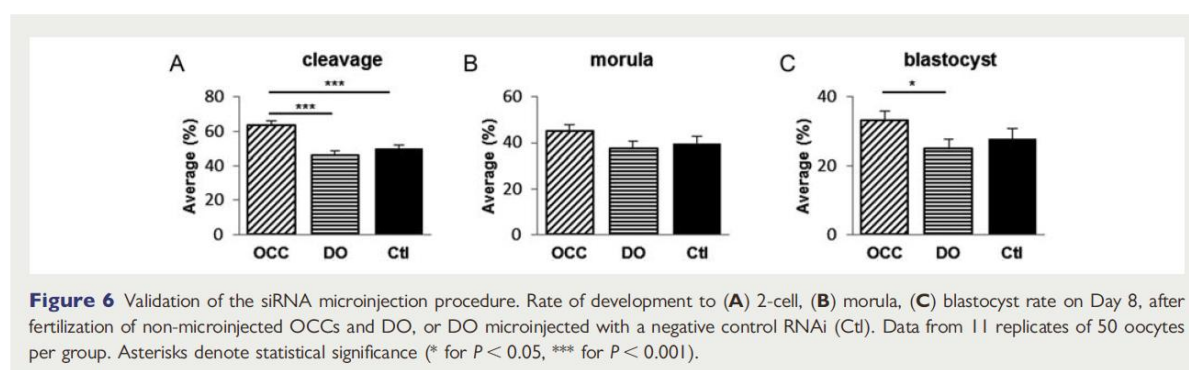 A
cleavage
***
***
80
60
40
20
0
Average (%)
OCC DO Ctl
B
morula
60
40
20
0
Average (%)
OCC DO Ctl
C
blastocyst
*
40
20
0
Average (%)
OCC DO Ctl
Figure 6 Validation of the siRNA microinjection procedure. Rate of development to (A) 2-cell, (B) morula, (C) blastocyst rate on Day 8, after
fertilization of non-microinjected OCCs and DO, or DO microinjected with a negative control RNAi (Ctl). Data from 11 replicates of 50 oocytes
per group. Asterisks denote statistical significance (* for P < 0.05, *** for P < 0.001).